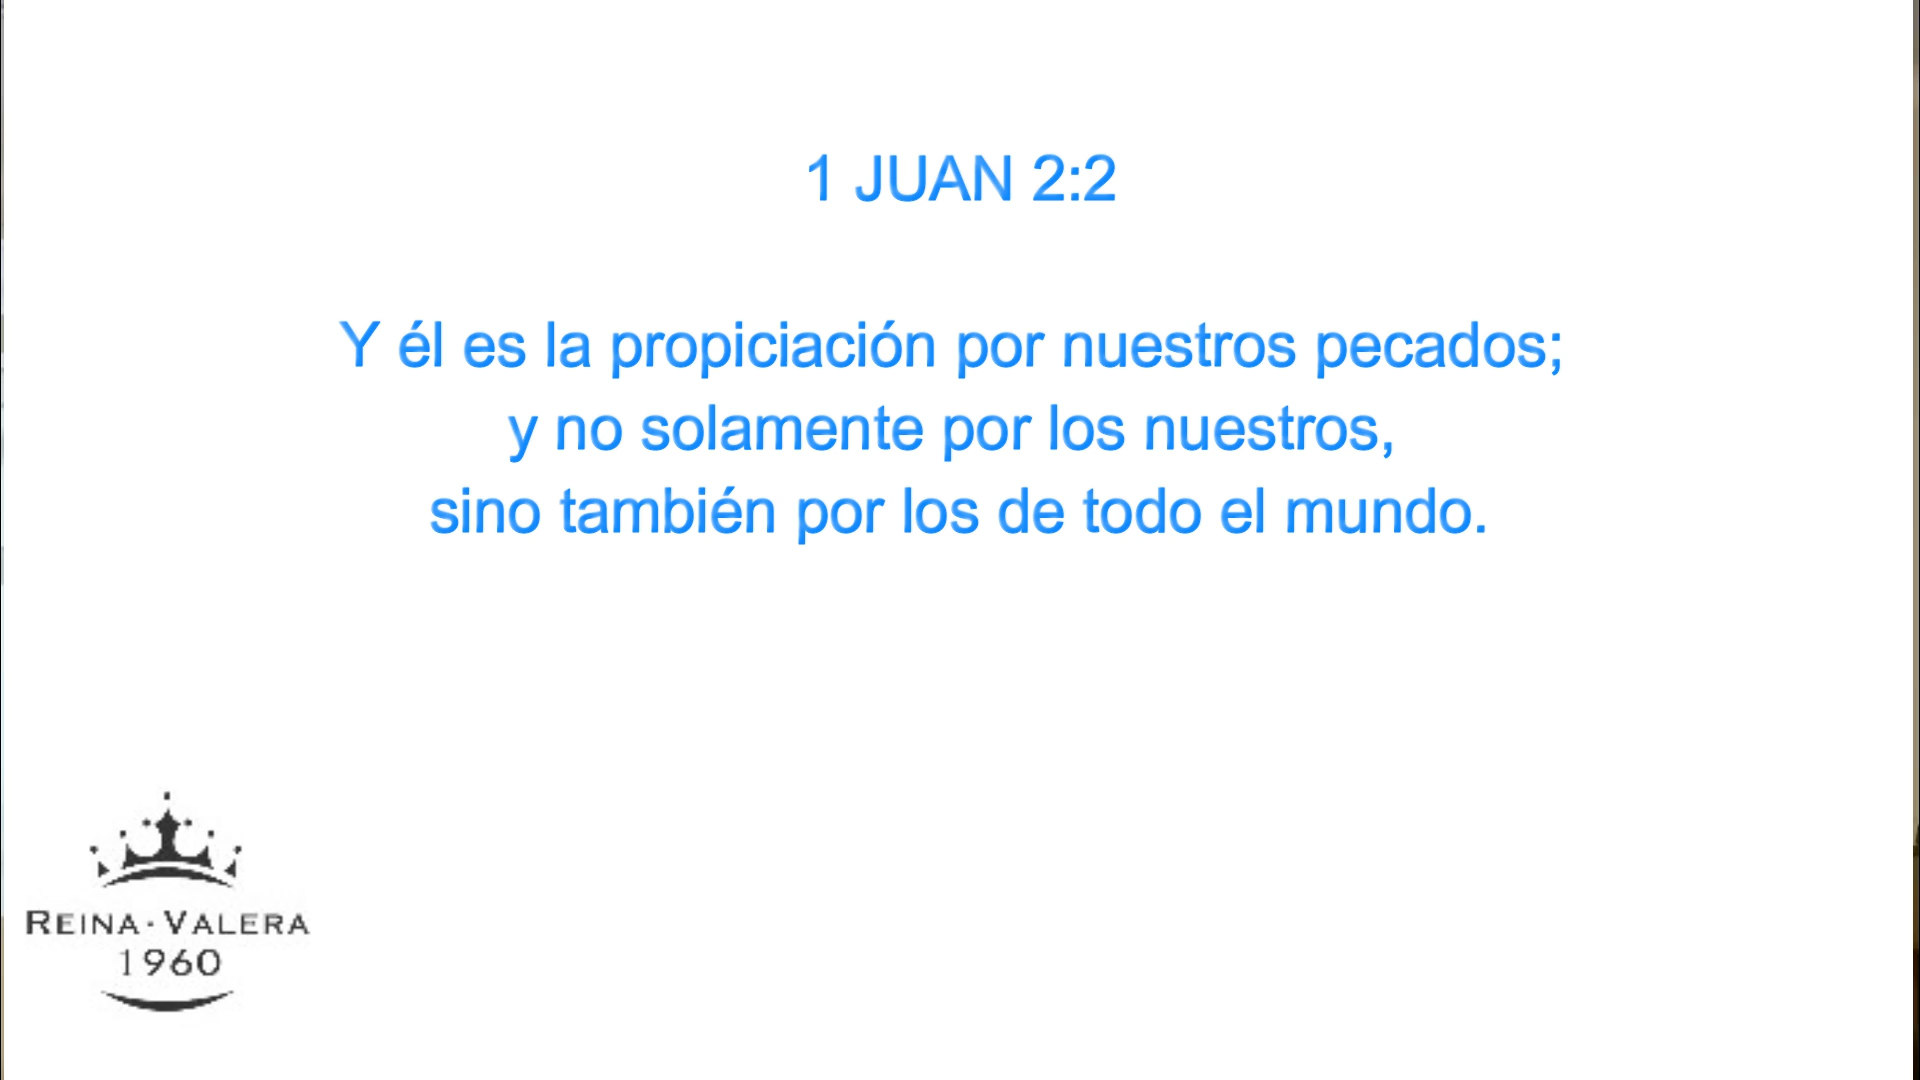 1 JUAN 2:2
Y él es la propiciación por nuestros pecados;
y no solamente por los nuestros,
sino también por los de todo el mundo.
REINA·VALERA
1960